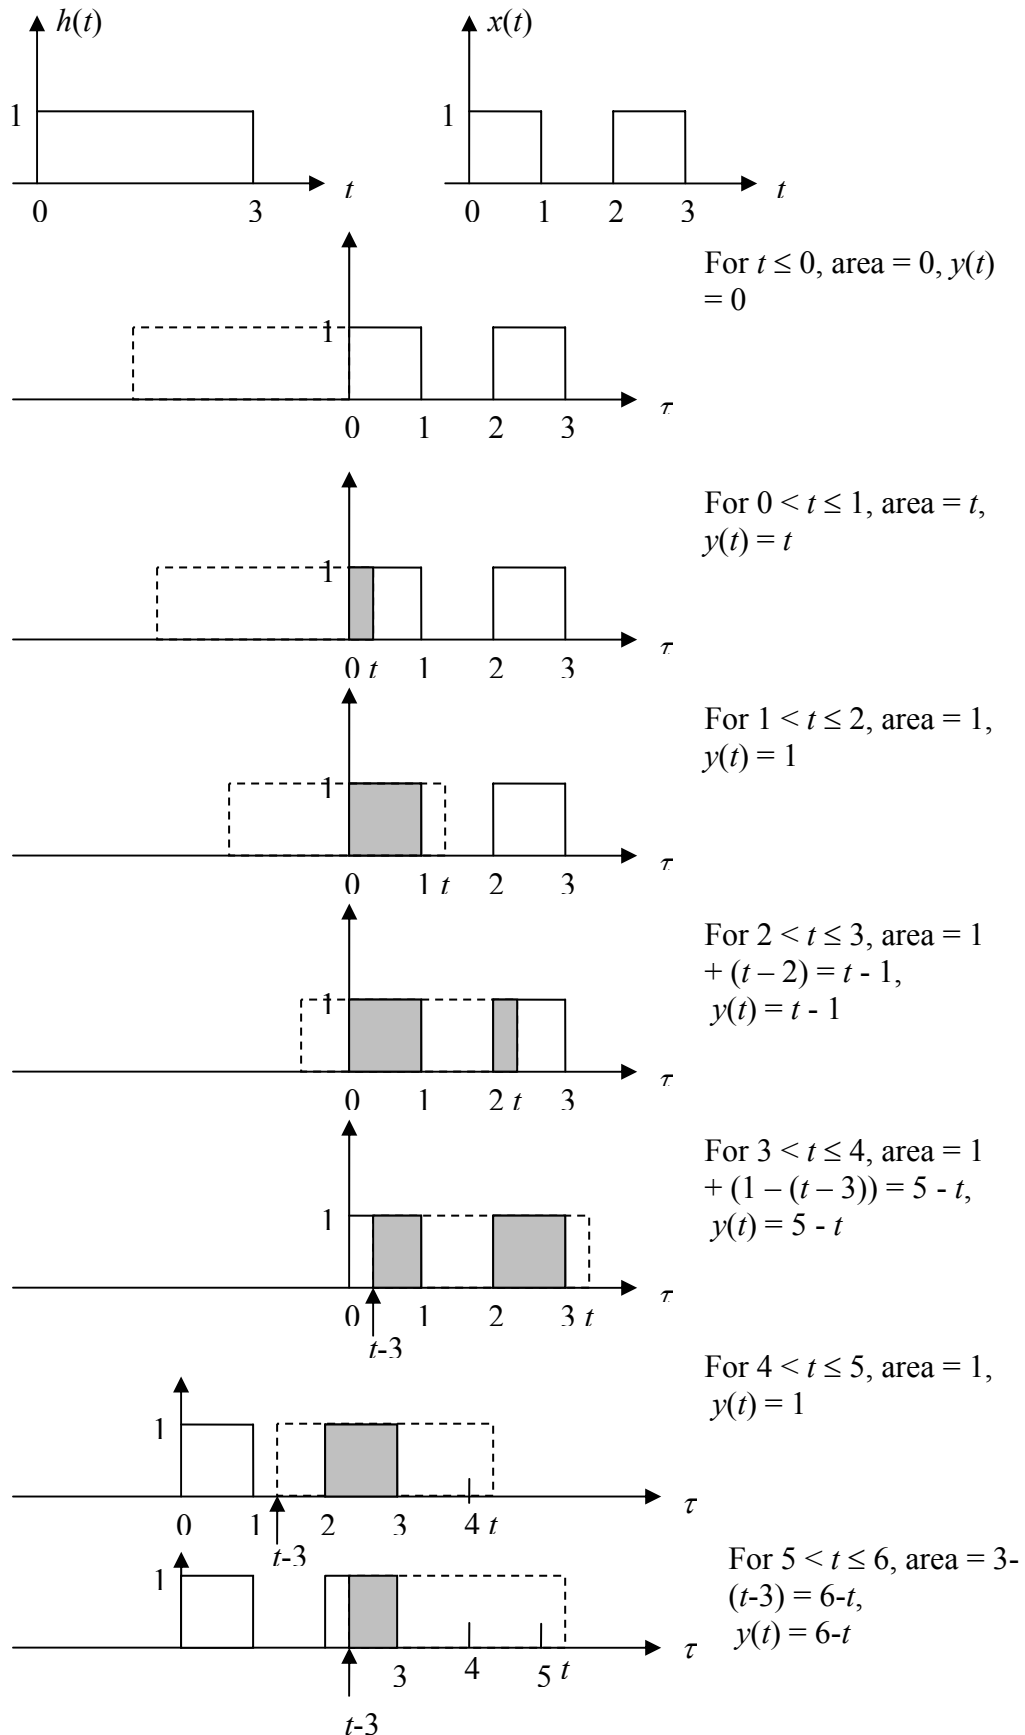 h(t)
x(t)
1
1
t
t
0 3
0 1 2 3
For t ≤ 0, area = 0, y(t)
= 0
1
τ
0 1 2 3
For 0 < t ≤ 1, area = t,
y(t) = t
1
τ
0 t 1 2 3
For 1 < t ≤ 2, area = 1,
y(t) = 1
1
τ
0 1 t 2 3
For 2 < t ≤ 3, area = 1
+ (t – 2) = t - 1,
y(t) = t - 1
1
τ
0 1 2 t 3
For 3 < t ≤ 4, area = 1
+ (1 – (t – 3)) = 5 - t,
y(t) = 5 - t
1
τ
0 1 2 3 t
t-3
For 4 < t ≤ 5, area = 1,
y(t) = 1
1
τ
0 1 2 3 4 t
t-3
For 5 < t ≤ 6, area = 3-
(t-3) = 6-t,
y(t) = 6-t
1
τ
3 4 5 t
t-3